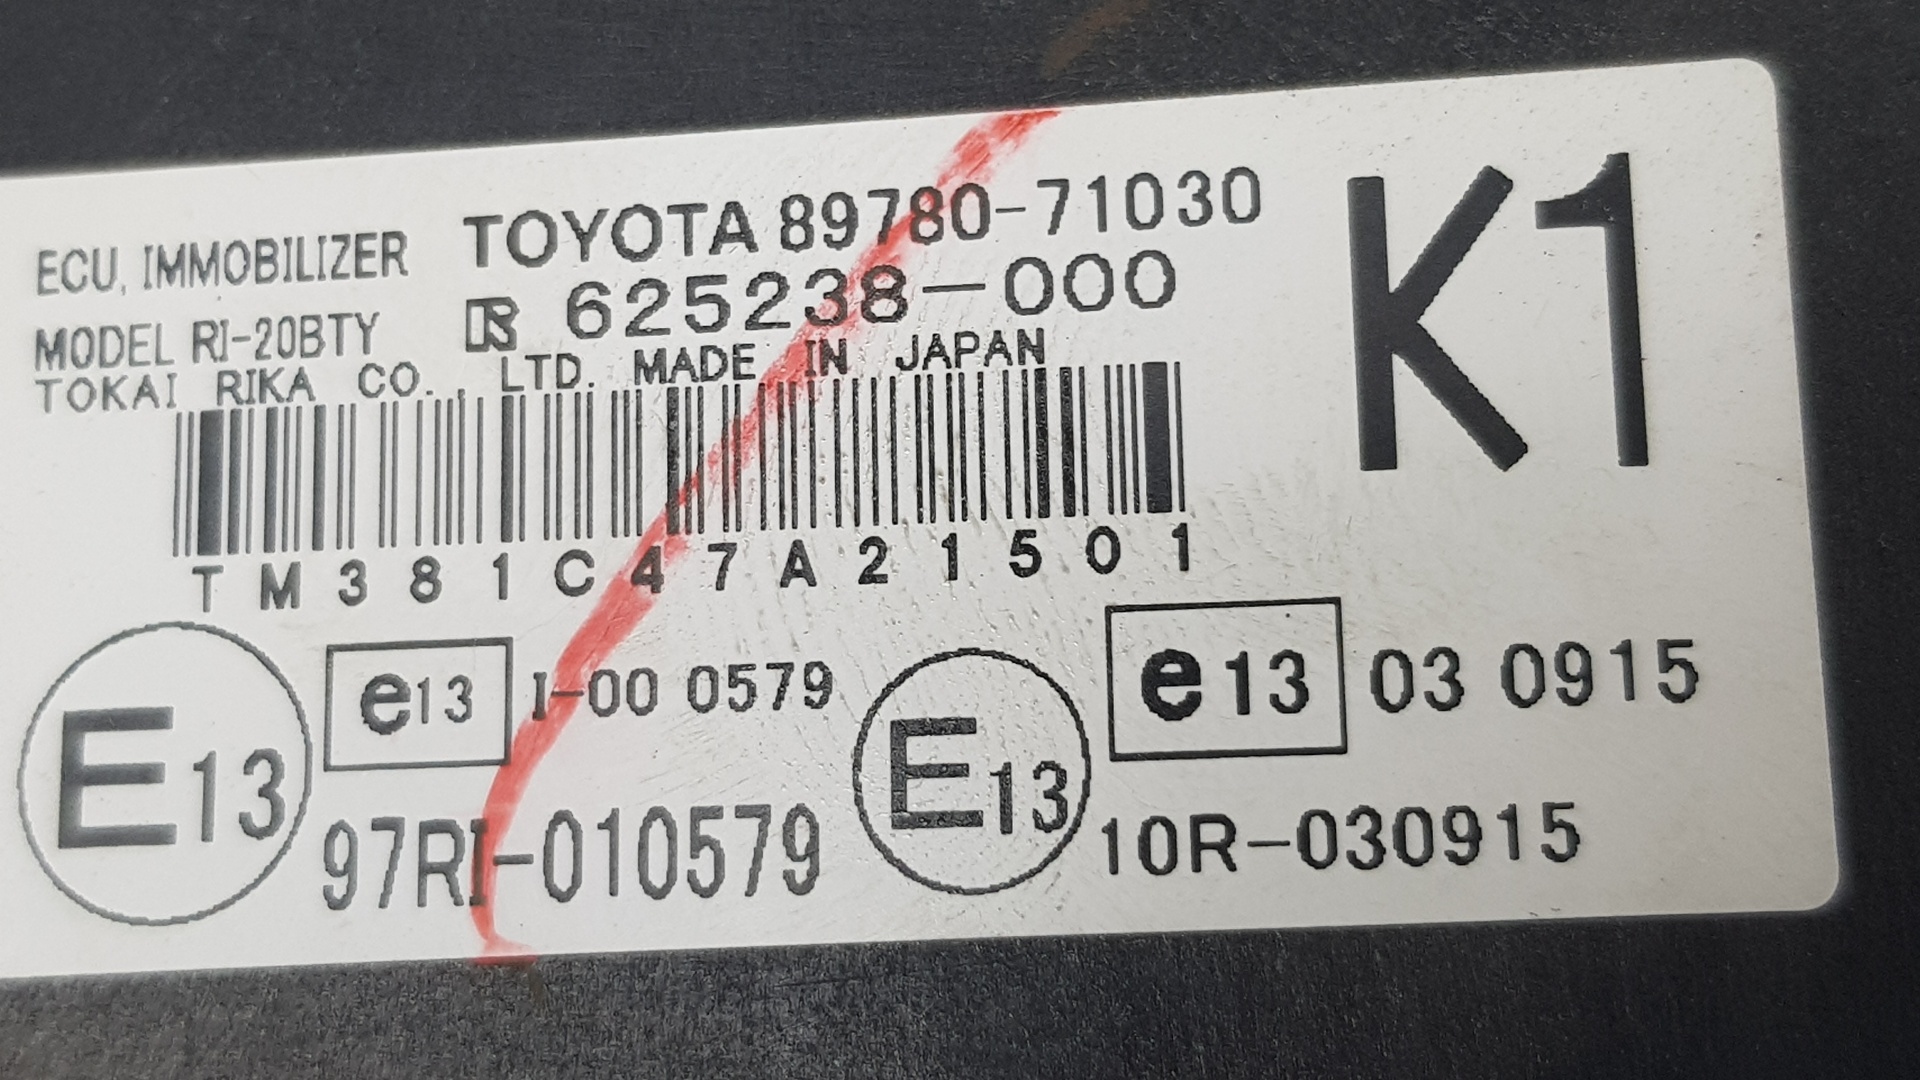 ECU, IMMOBILIZER TOYOTA 89780-71030 K1
MODEL RI-20BTY 625238-000
TOKAI RIKA CO., LTD. MADE IN JAPAN
TM381C47A21501
E13 e13 I-00 0579
97RI-010579
E13 e13 03 0915
10R-030915